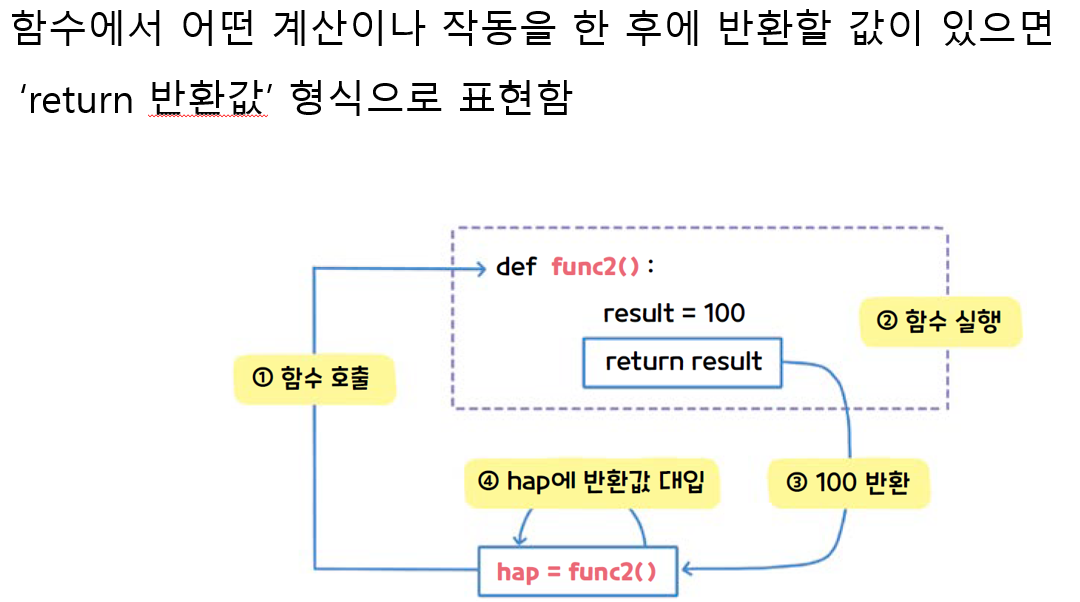 함수에서 어떤 계산이나 작동을 한 후에 반환할 값이 있으면
‘return 반환값’ 형식으로 표현함
def func2() :
result = 100
② 함수 실행
return result
① 함수 호출
④ hap에 반환값 대입
③ 100 반환
hap = func2()